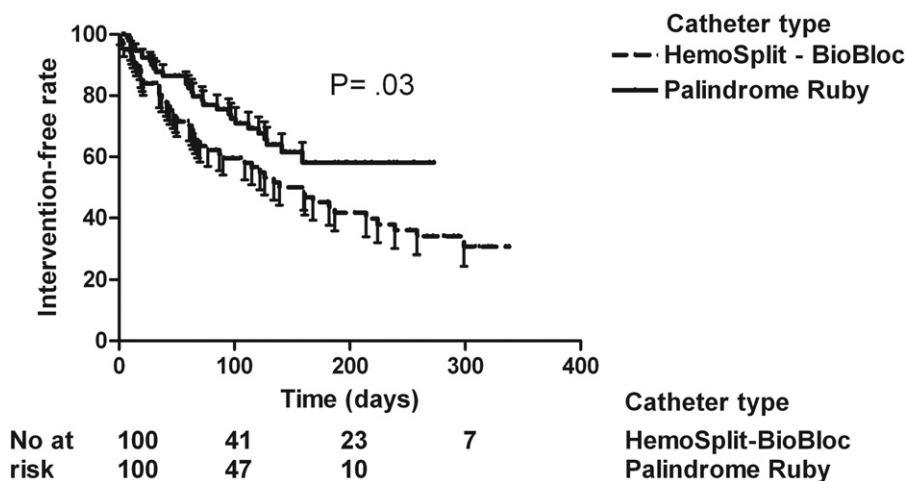 Catheter type
HemoSplit - BioBloc
Palindrome Ruby
P= .03
Intervention-free rate
100
80
60
40
20
0
0 100 200 300 400
Time (days)
Catheter type
No at 100 41 23 7 HemoSplit-BioBloc
risk 100 47 10 Palindrome Ruby